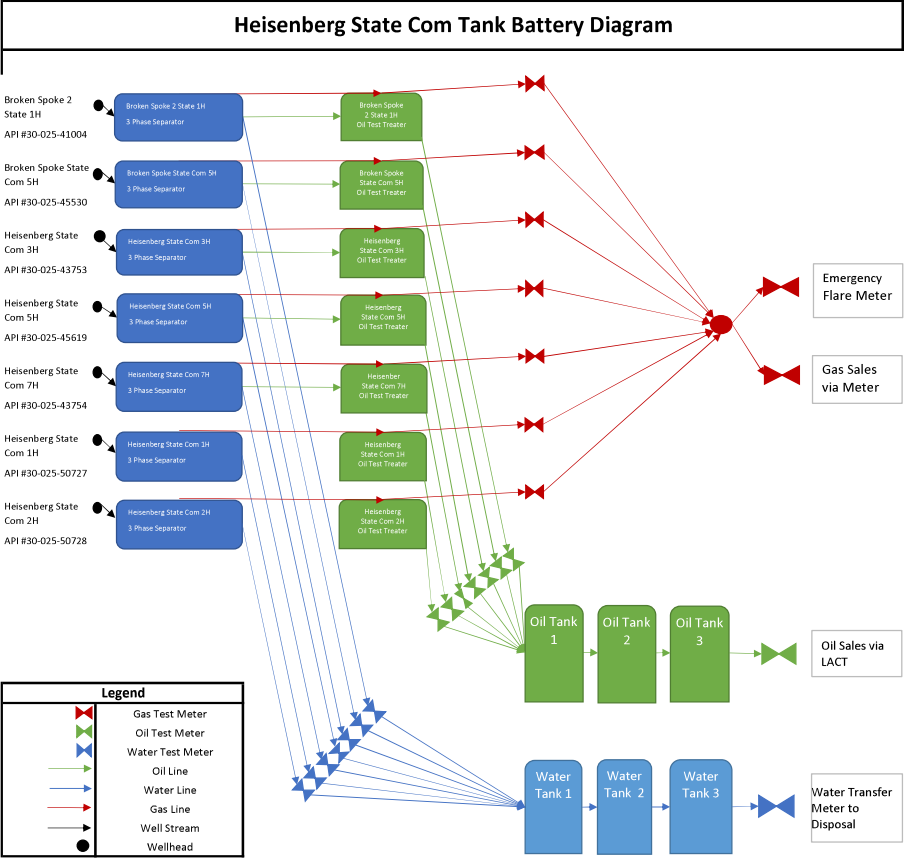 Heisenberg State Com Tank Battery Diagram
Broken Spoke 2
State 1H
API #30-025-41004
Broken Spoke 2 State 1H
3 Phase Separator
Broken Spoke
2 State 1H
Oil Test Treater
Broken Spoke State
Com 5H
API #30-025-45530
Broken Spoke State Com 5H
3 Phase Separator
Broken Spoke
State Com 5H
Oil Test Treater
Heisenberg State
Com 3H
API #30-025-43753
Heisenberg State Com 3H
3 Phase Separator
Heisenberg
State Com 3H
Oil Test Treater
Heisenberg State
Com 5H
API #30-025-45619
Heisenberg State Com 5H
3 Phase Separator
Heisenberg
State Com 5H
Oil Test Treater
Heisenberg State
Com 7H
API #30-025-43754
Heisenberg State Com 7H
3 Phase Separator
Heisenber
State Com 7H
Oil Test Treater
Heisenberg State
Com 1H
API #30-025-50727
Heisenberg State Com 1H
3 Phase Separator
Heisenberg
State Com 1H
Oil Test Treater
Heisenberg State
Com 2H
API #30-025-50728
Heisenberg State Com 2H
3 Phase Separator
Heisenberg
State Com 2H
Oil Test Treater
Emergency
Flare Meter
Gas Sales
via Meter
Oil Tank
1
Oil Tank
2
Oil Tank
3
Oil Sales via
LACT
Water
Tank 1
Water
Tank 2
Water
Tank 3
Water Transfer
Meter to
Disposal
Legend
Gas Test Meter
Oil Test Meter
Water Test Meter
Oil Line
Water Line
Gas Line
Well Stream
Wellhead